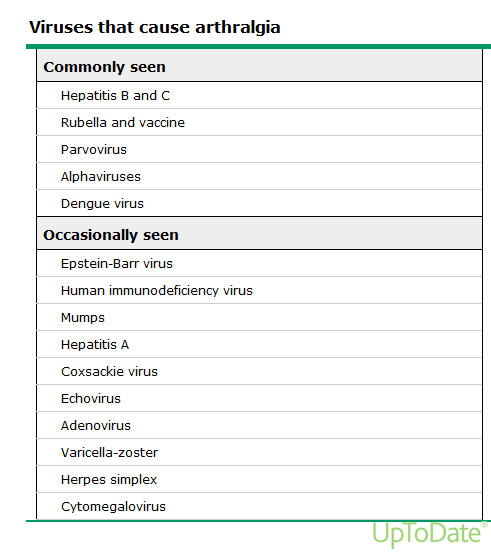 Viruses that cause arthralgia
Commonly seen
Hepatitis B and C
Rubella and vaccine
Parvovirus
Alphaviruses
Dengue virus
Occasionally seen
Epstein-Barr virus
Human immunodeficiency virus
Mumps
Hepatitis A
Coxsackie virus
Echovirus
Adenovirus
Varicella-zoster
Herpes simplex
Cytomegalovirus
UpToDate®